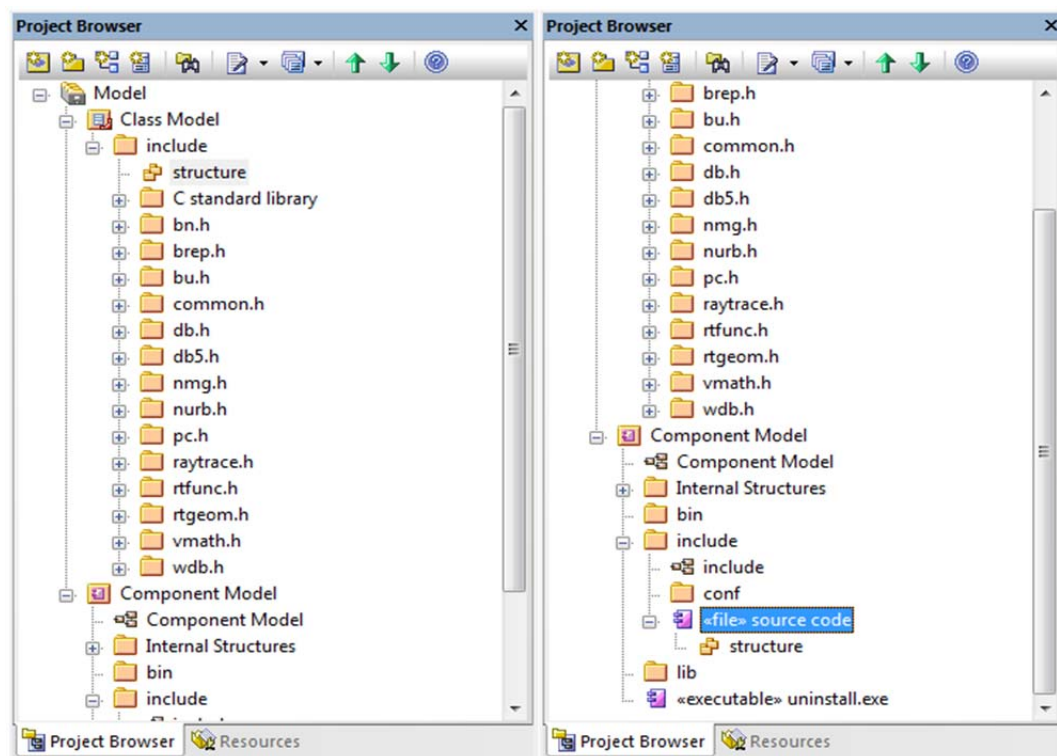 Project Browser
Model
Class Model
include
structure
C standard library
bn.h
brep.h
bu.h
common.h
db.h
db5.h
nmg.h
nurb.h
pc.h
raytrace.h
rtfunc.h
rtgeom.h
vmath.h
wdb.h
Component Model
Component Model
Internal Structures
bin
include
Project Browser Resources
Project Browser
brep.h
bu.h
common.h
db.h
db5.h
nmg.h
nurb.h
pc.h
raytrace.h
rtfunc.h
rtgeom.h
vmath.h
wdb.h
Component Model
Component Model
Internal Structures
bin
include
include
conf
«file» source code
structure
lib
«executable» uninstall.exe
Project Browser Resources